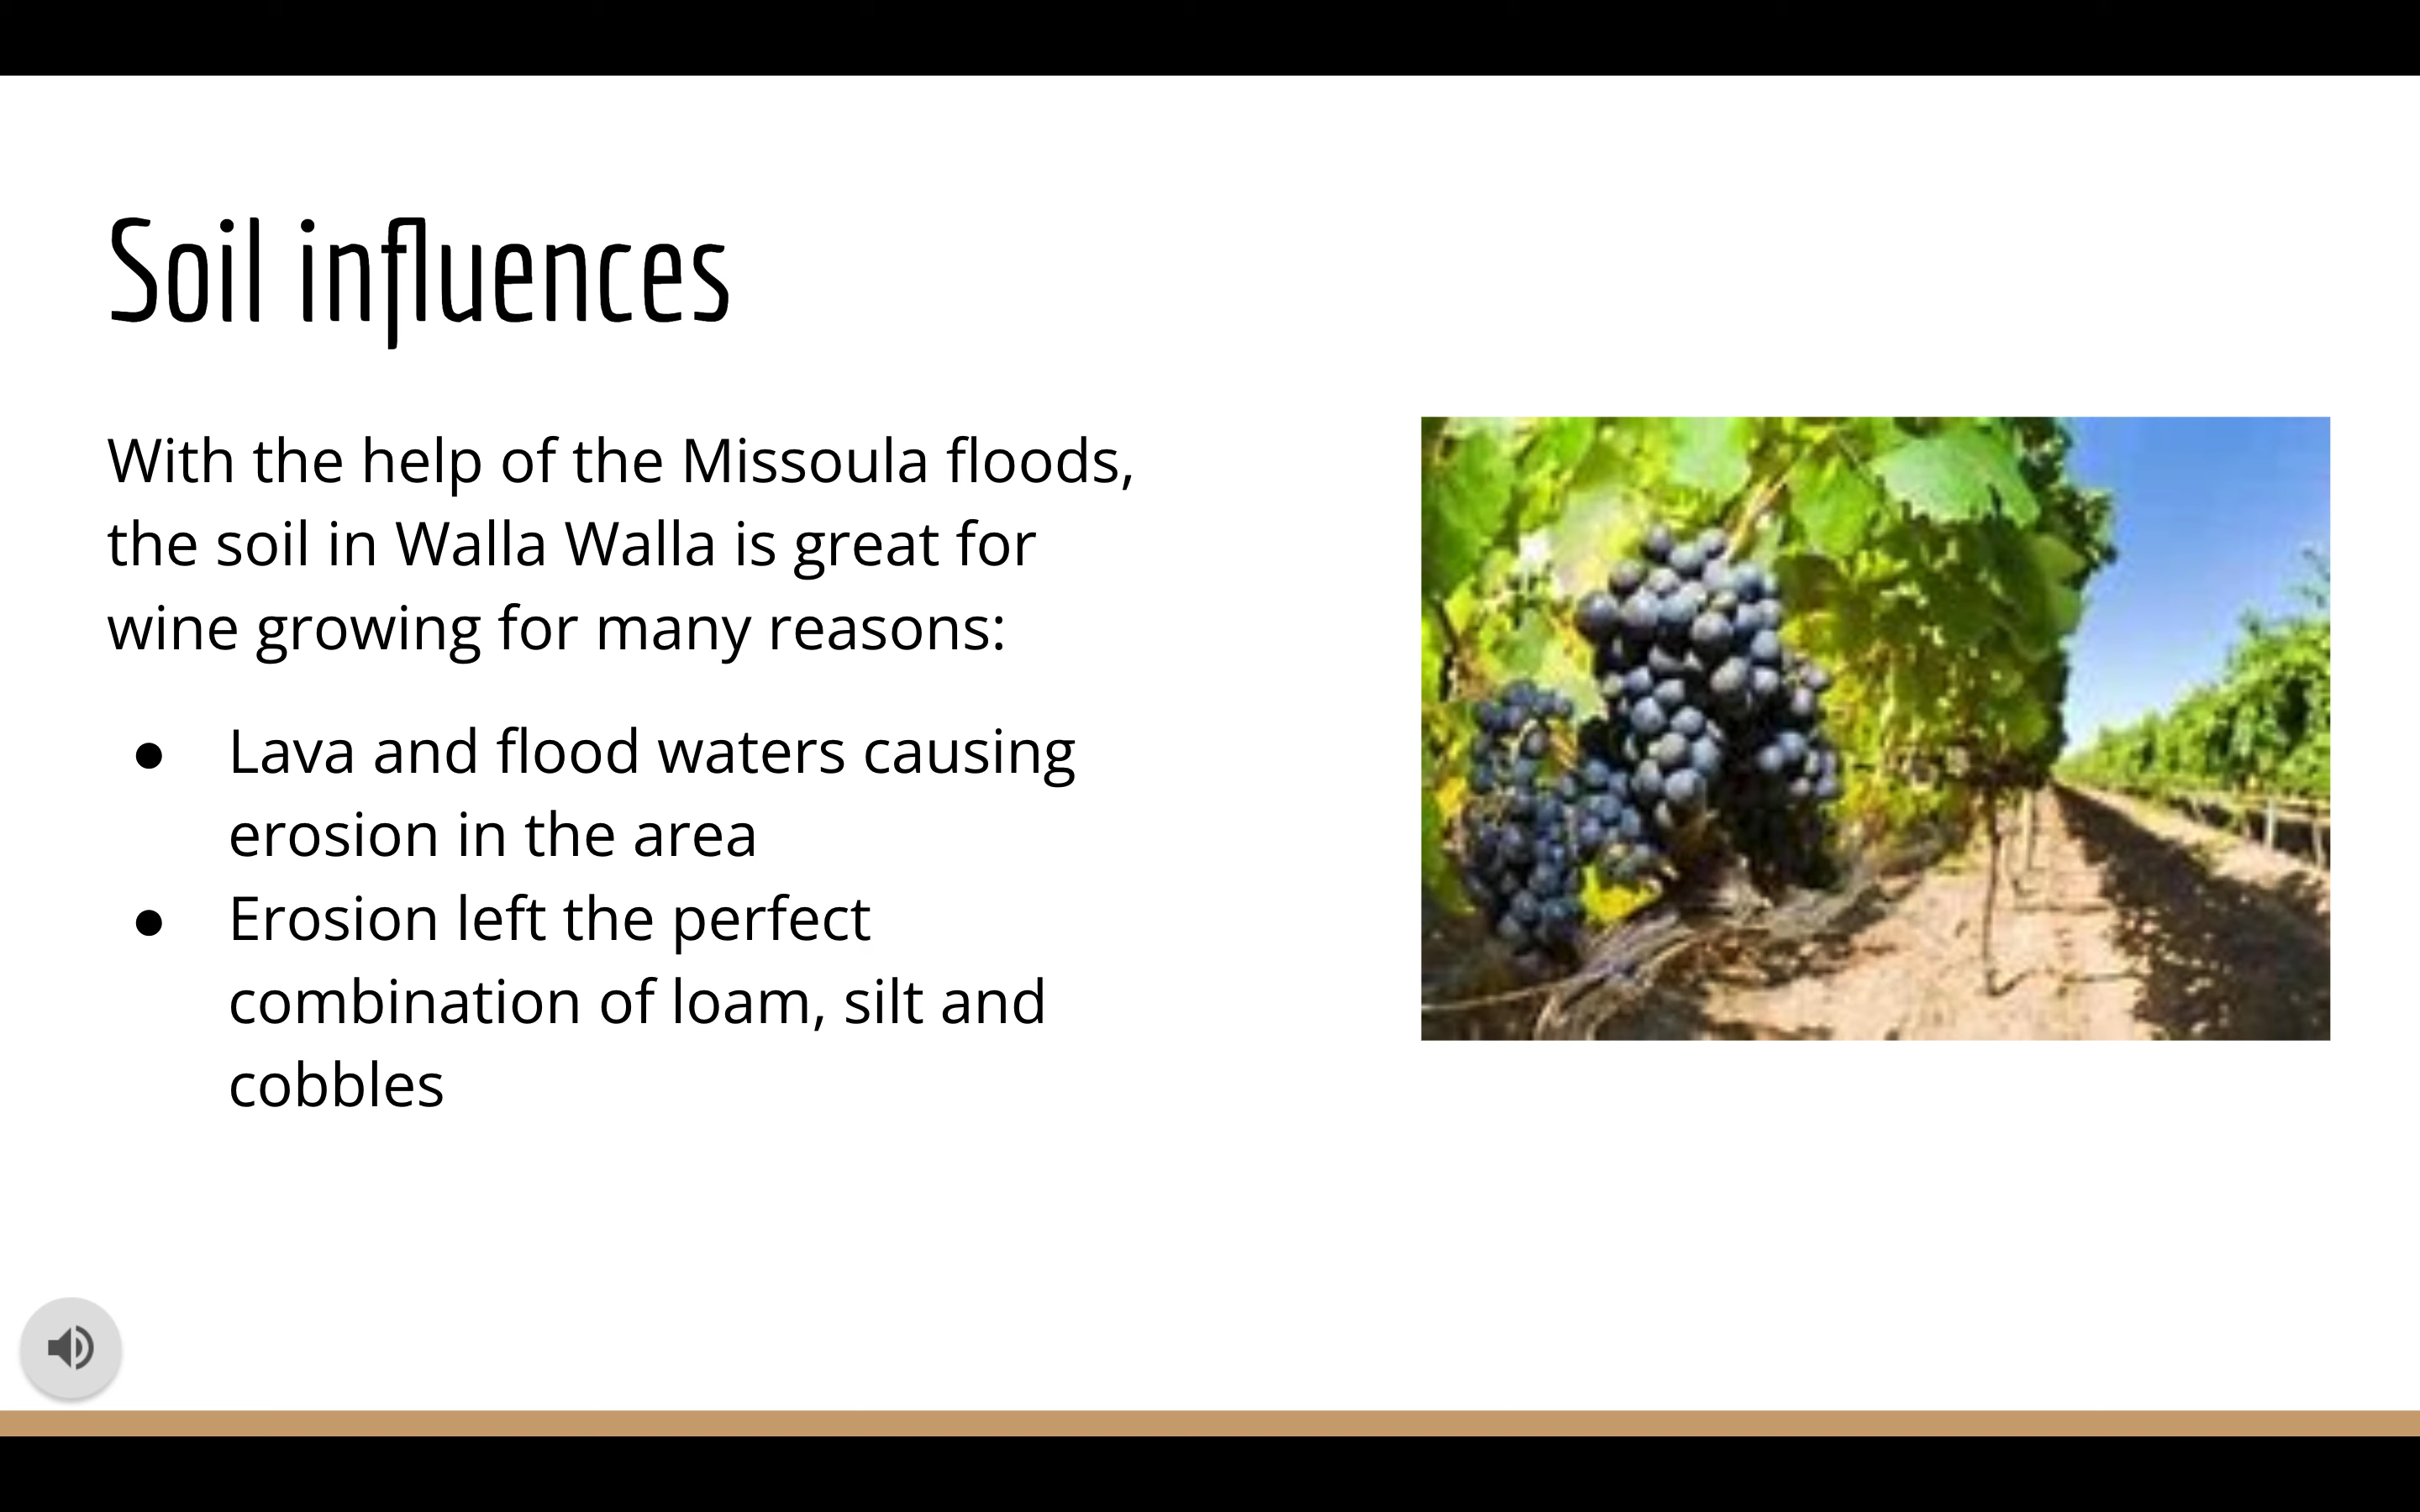 Soil influences
With the help of the Missoula floods,
the soil in Walla Walla is great for
wine growing for many reasons:
● Lava and flood waters causing
erosion in the area
● Erosion left the perfect
combination of loam, silt and
cobbles